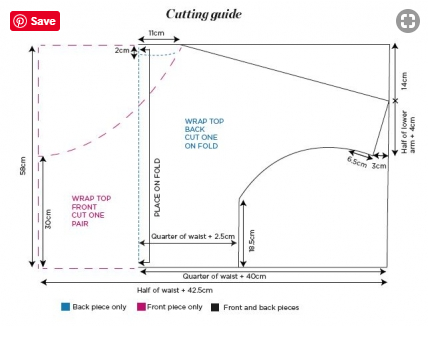 Save
Cutting guide
11cm
2cm
14cm
WRAP TOP
BACK
CUT ONE
ON FOLD
Half of lower
arm + 4cm
6.5cm
3cm
58cm
PLACE ON FOLD
WRAP TOP
FRONT
CUT ONE
PAIR
30cm
18.5cm
Quarter of waist + 2.5cm
Quarter of waist + 40cm
Half of waist + 42.5cm
Back piece only
Front piece only
Front and back pieces